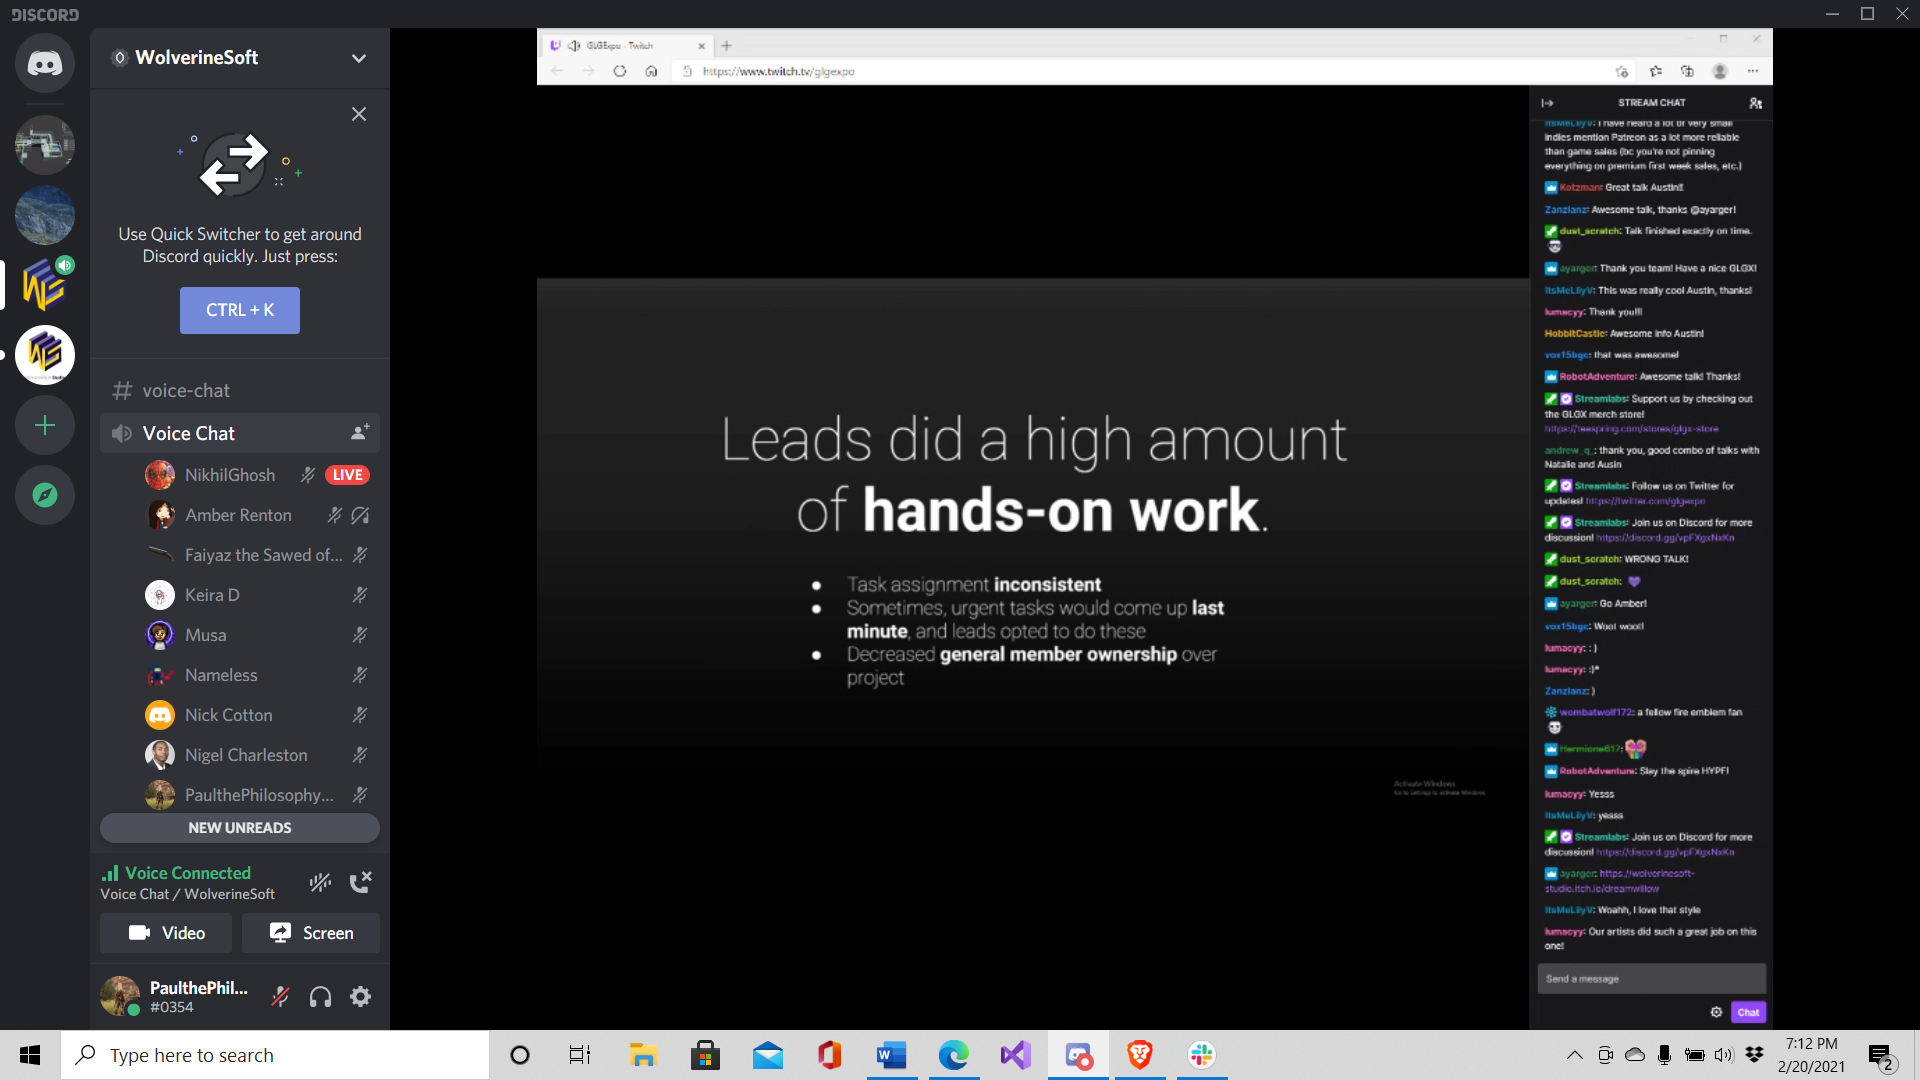 DISCORD
WolverineSoft
Use Quick Switcher to get around
Discord quickly. Just press:
CTRL + K
# voice-chat
Voice Chat
NikhilGhosh
LIVE
Amber Renton
Faiyaz the Sawed of...
Keira D
Musa
Nameless
Nick Cotton
Nigel Charleston
PaulthePhilosophy...
NEW UNREADS
Voice Connected
Voice Chat / WolverineSoft
Video
Screen
PaulthePhil...
#0354
GLGExpo - Twitch
https://www.twitch.tv/glgexpo
Leads did a high amount
of hands-on work.
● Task assignment inconsistent
● Sometimes, urgent tasks would come up last
minute, and leads opted to do these
● Decreased general member ownership over
project
Activate Windows
Go to Settings to activate Windows.
STREAM CHAT
ItsMeLilyV: I have heard a lot of very small
indies mention Patreon as a lot more reliable
than game sales (bc you're not pinning
everything on premium first week sales, etc.)
Kotzman: Great talk Austin!!
Zanzlanz: Awesome talk, thanks @ayarger!
dust_scratch: Talk finished exactly on time.
ayarger: Thank you team! Have a nice GLGX!
ItsMeLilyV: This was really cool Austin, thanks!
lumacyy: Thank you!!!
HobbitCastle: Awesome info Austin!
vox15bgc: that was awesome!
RobotAdventure: Awesome talk! Thanks!
Streamlabs: Support us by checking out
the GLGX merch store!
https://teespring.com/stores/glgx-store
andrew_q_: thank you, good combo of talks with
Natalie and Ausin
Streamlabs: Follow us on Twitter for
updates! https://twitter.com/glgexpo
Streamlabs: Join us on Discord for more
discussion! https://discord.gg/vpFXgxNxKn
dust_scratch: WRONG TALK!
dust_scratch:
ayarger: Go Amber!
vox15bgc: Woot woot!
lumacyy: : )
lumacyy: :)*
Zanzlanz: )
wombatwolf172: a fellow fire emblem fan
Hermione617:
RobotAdventure: Slay the spire HYPE!
lumacyy: Yesss
ItsMeLilyV: yesss
Streamlabs: Join us on Discord for more
discussion! https://discord.gg/vpFXgxNxKn
ayarger: https://wolverinesoft-
studio.itch.io/dreamwillow
ItsMeLilyV: Woahh, I love that style
lumacyy: Our artists did such a great job on this
one!
Send a message
Chat
Type here to search
7:12 PM
2/20/2021
2